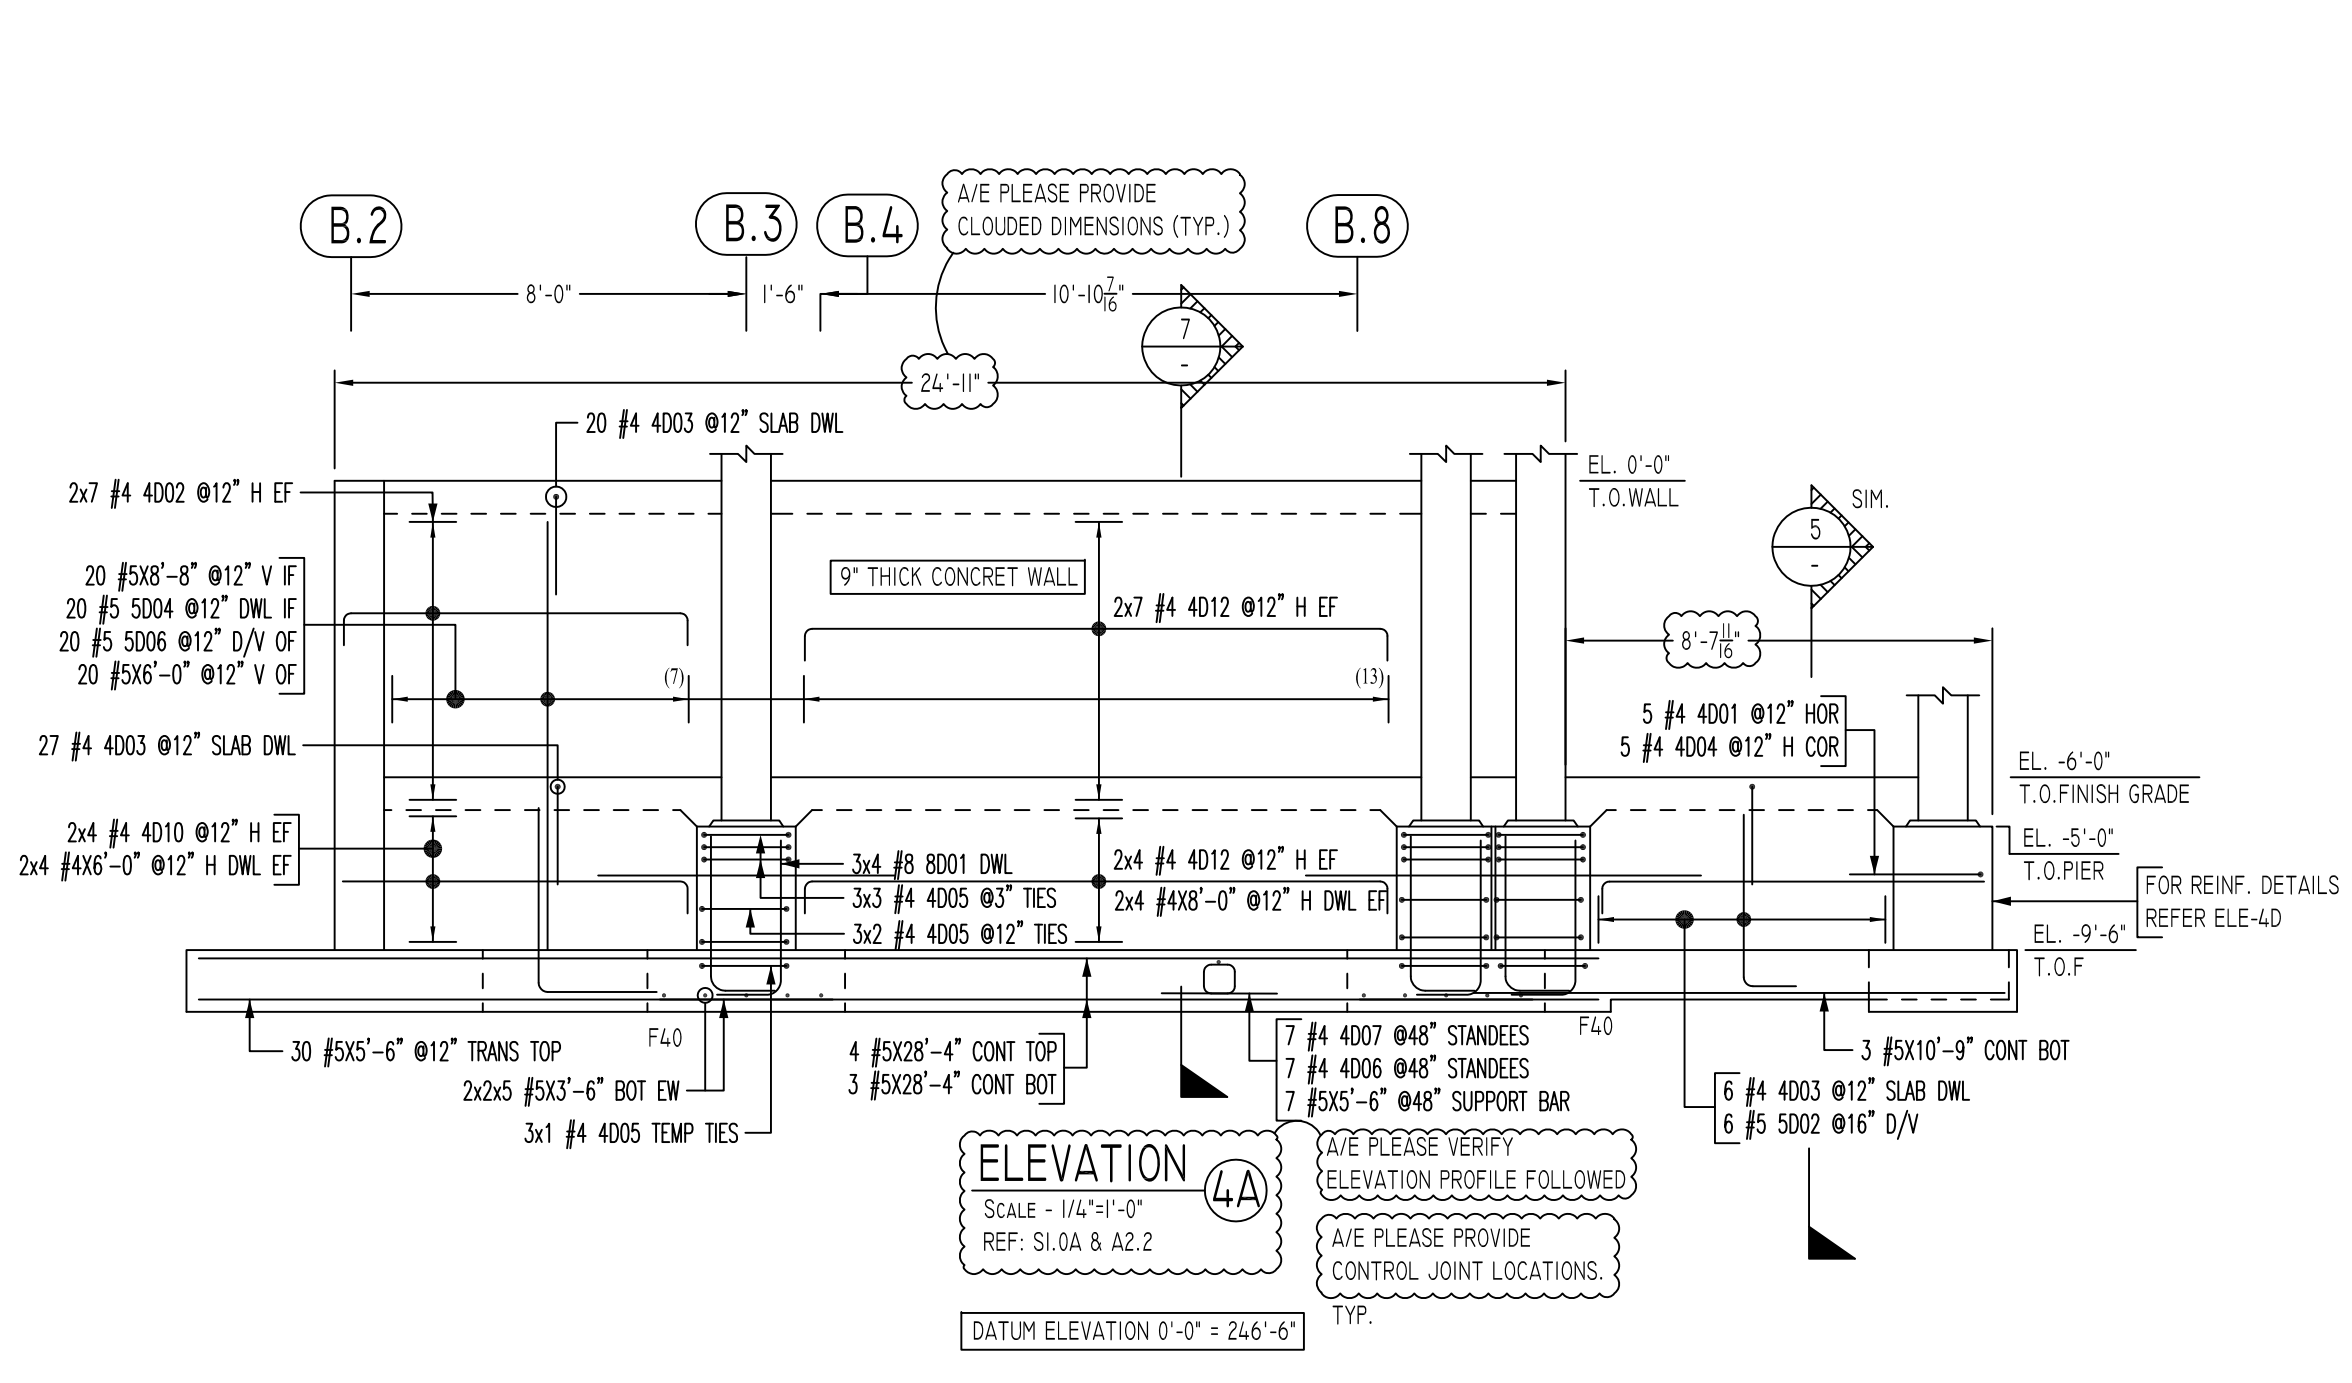 A/E PLEASE PROVIDE
CLOUDED DIMENSIONS (TYP.)
B.2
B.3
B.4
B.8
8'-0"
1'-6"
10'-10 7/16"
7
-
24'-11"
20 #4 4D03 @12" SLAB DWL
EL. 0'-0"
T.O.WALL
2x7 #4 4D02 @12" H EF
SIM.
5
-
9" THICK CONCRET WALL
20 #5X8'-8" @12" V IF
20 #5 5D04 @12" DWL IF
20 #5 5D06 @12" D/V OF
20 #5X6'-0" @12" V OF
2x7 #4 4D12 @12" H EF
8'-7 11/16"
(7)
(13)
5 #4 4D01 @12" HOR
5 #4 4D04 @12" H COR
27 #4 4D03 @12" SLAB DWL
EL. -6'-0"
T.O.FINISH GRADE
2x4 #4 4D10 @12" H EF
2x4 #4X6'-0" @12" H DWL EF
EL. -5'-0"
T.O.PIER
3x4 #8 8D01 DWL
3x3 #4 4D05 @3" TIES
3x2 #4 4D05 @12" TIES
2x4 #4 4D12 @12" H EF
2x4 #4X8'-0" @12" H DWL EF
FOR REINF. DETAILS
REFER ELE-4D
EL. -9'-6"
T.O.F
F40
F40
30 #5X5'-6" @12" TRANS TOP
2x2x5 #5X3'-6" BOT EW
3x1 #4 4D05 TEMP TIES
4 #5X28'-4" CONT TOP
3 #5X28'-4" CONT BOT
7 #4 4D07 @48" STANDEES
7 #4 4D06 @48" STANDEES
7 #5X5'-6" @48" SUPPORT BAR
3 #5X10'-9" CONT BOT
6 #4 4D03 @12" SLAB DWL
6 #5 5D02 @16" D/V
ELEVATION
4A
SCALE - 1/4"=1'-0"
REF: S1.0A & A2.2
A/E PLEASE VERIFY
ELEVATION PROFILE FOLLOWED
A/E PLEASE PROVIDE
CONTROL JOINT LOCATIONS.
TYP.
DATUM ELEVATION 0'-0" = 246'-6"